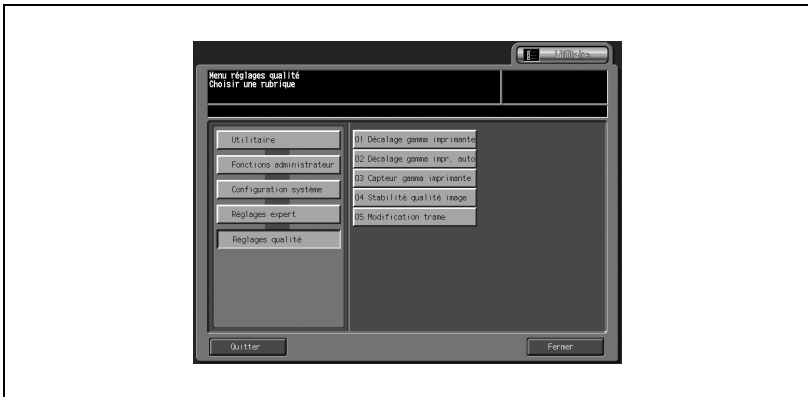 Utilitaire
Menu réglages qualité
Choisir une rubrique
Utilitaire
Fonctions administrateur
Configuration système
Réglages expert
Réglages qualité
01 Décalage gamma imprimante
02 Décalage gamma impr. auto
03 Capteur gamma imprimante
04 Stabilité qualité image
05 Modification trame
Quitter
Fermer